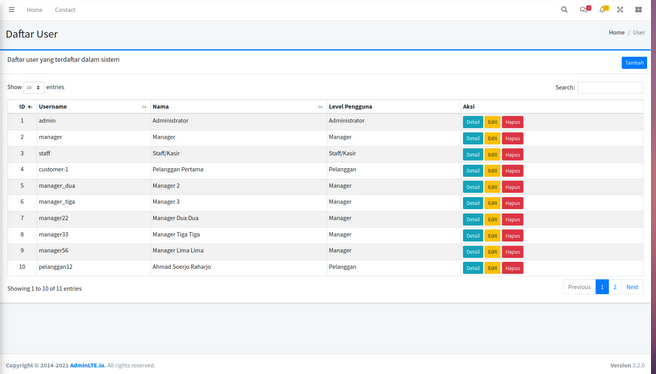 Home Contact
Daftar User
Home / User
Daftar user yang terdaftar dalam sistem
Tambah
Show 10 entries
Search:
ID Username Nama Level Pengguna Aksi
1 admin Administrator Administrator Detail Edit Hapus
2 manager Manager Manager Detail Edit Hapus
3 staff Staff/Kasir Staff/Kasir Detail Edit Hapus
4 customer-1 Pelanggan Pertama Pelanggan Detail Edit Hapus
5 manager_dua Manager 2 Manager Detail Edit Hapus
6 manager_tiga Manager 3 Manager Detail Edit Hapus
7 manager22 Manager Dua Dua Manager Detail Edit Hapus
8 manager33 Manager Tiga Tiga Manager Detail Edit Hapus
9 manager56 Manager Lima Lima Manager Detail Edit Hapus
10 pelanggan12 Ahmad Soerjo Raharjo Pelanggan Detail Edit Hapus
Showing 1 to 10 of 11 entries
Previous 1 2 Next
Copyright © 2014-2021 AdminLTE.io. All rights reserved.
Version 3.2.0